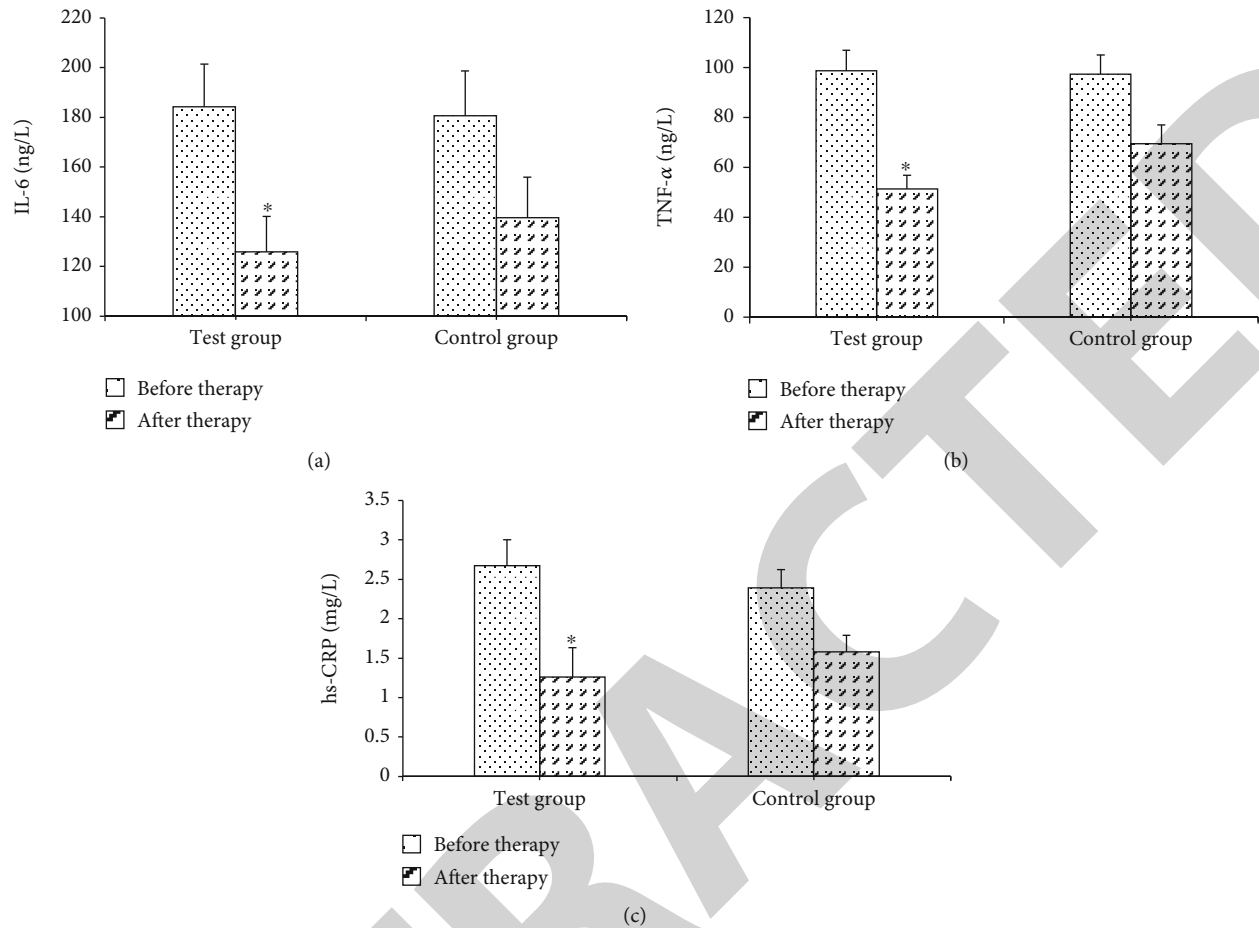 220
200
180
160
140
120
100
IL-6 (ng/L)
*
Test group
Control group
Before therapy
After therapy
(a)
120
100
80
60
40
20
0
TNF-α (ng/L)
*
Test group
Control group
Before therapy
After therapy
(b)
3.5
3
2.5
2
1.5
1
0.5
0
hs-CRP (mg/L)
*
Test group
Control group
Before therapy
After therapy
(c)
RACTED